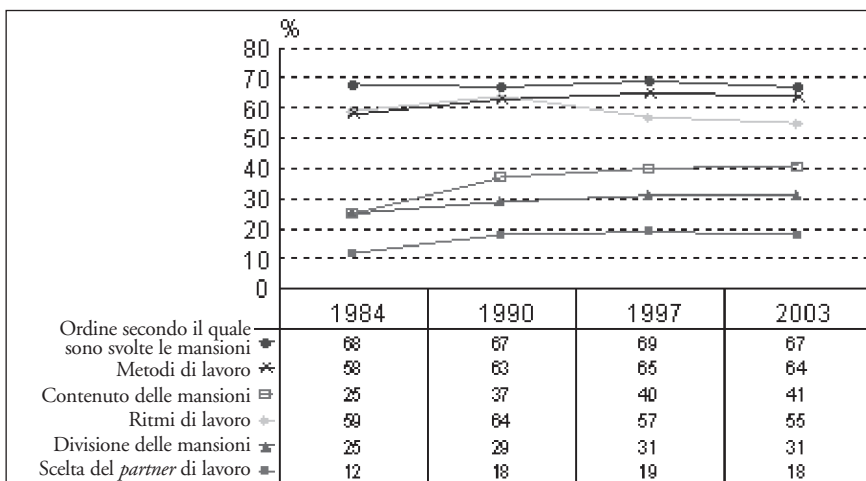 %
80
70
60
50
40
30
20
10
0
1984 1990 1997 2003
Ordine secondo il quale
sono svolte le mansioni 68 67 69 67
Metodi di lavoro 58 63 65 64
Contenuto delle mansioni 25 37 40 41
Ritmi di lavoro 59 64 57 55
Divisione delle mansioni 25 29 31 31
Scelta del partner di lavoro 12 18 19 18